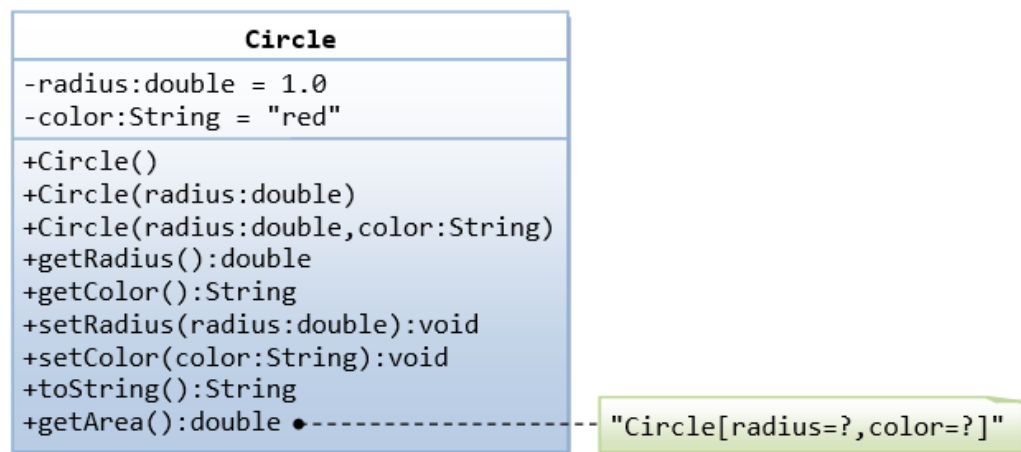 Circle
-radius:double = 1.0
-color:String = "red"
+Circle()
+Circle(radius:double)
+Circle(radius:double,color:String)
+getRadius():double
+getColor():String
+setRadius(radius:double):void
+setColor(color:String):void
+toString():String
+getArea():double
"Circle[radius=?,color=?]"